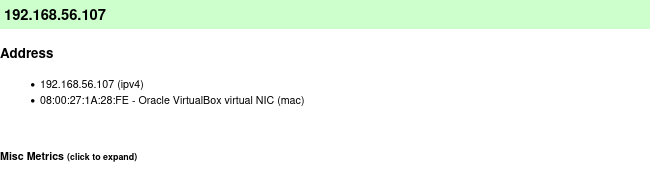 192.168.56.107
Address
• 192.168.56.107 (ipv4)
• 08:00:27:1A:28:FE - Oracle VirtualBox virtual NIC (mac)
Misc Metrics (click to expand)